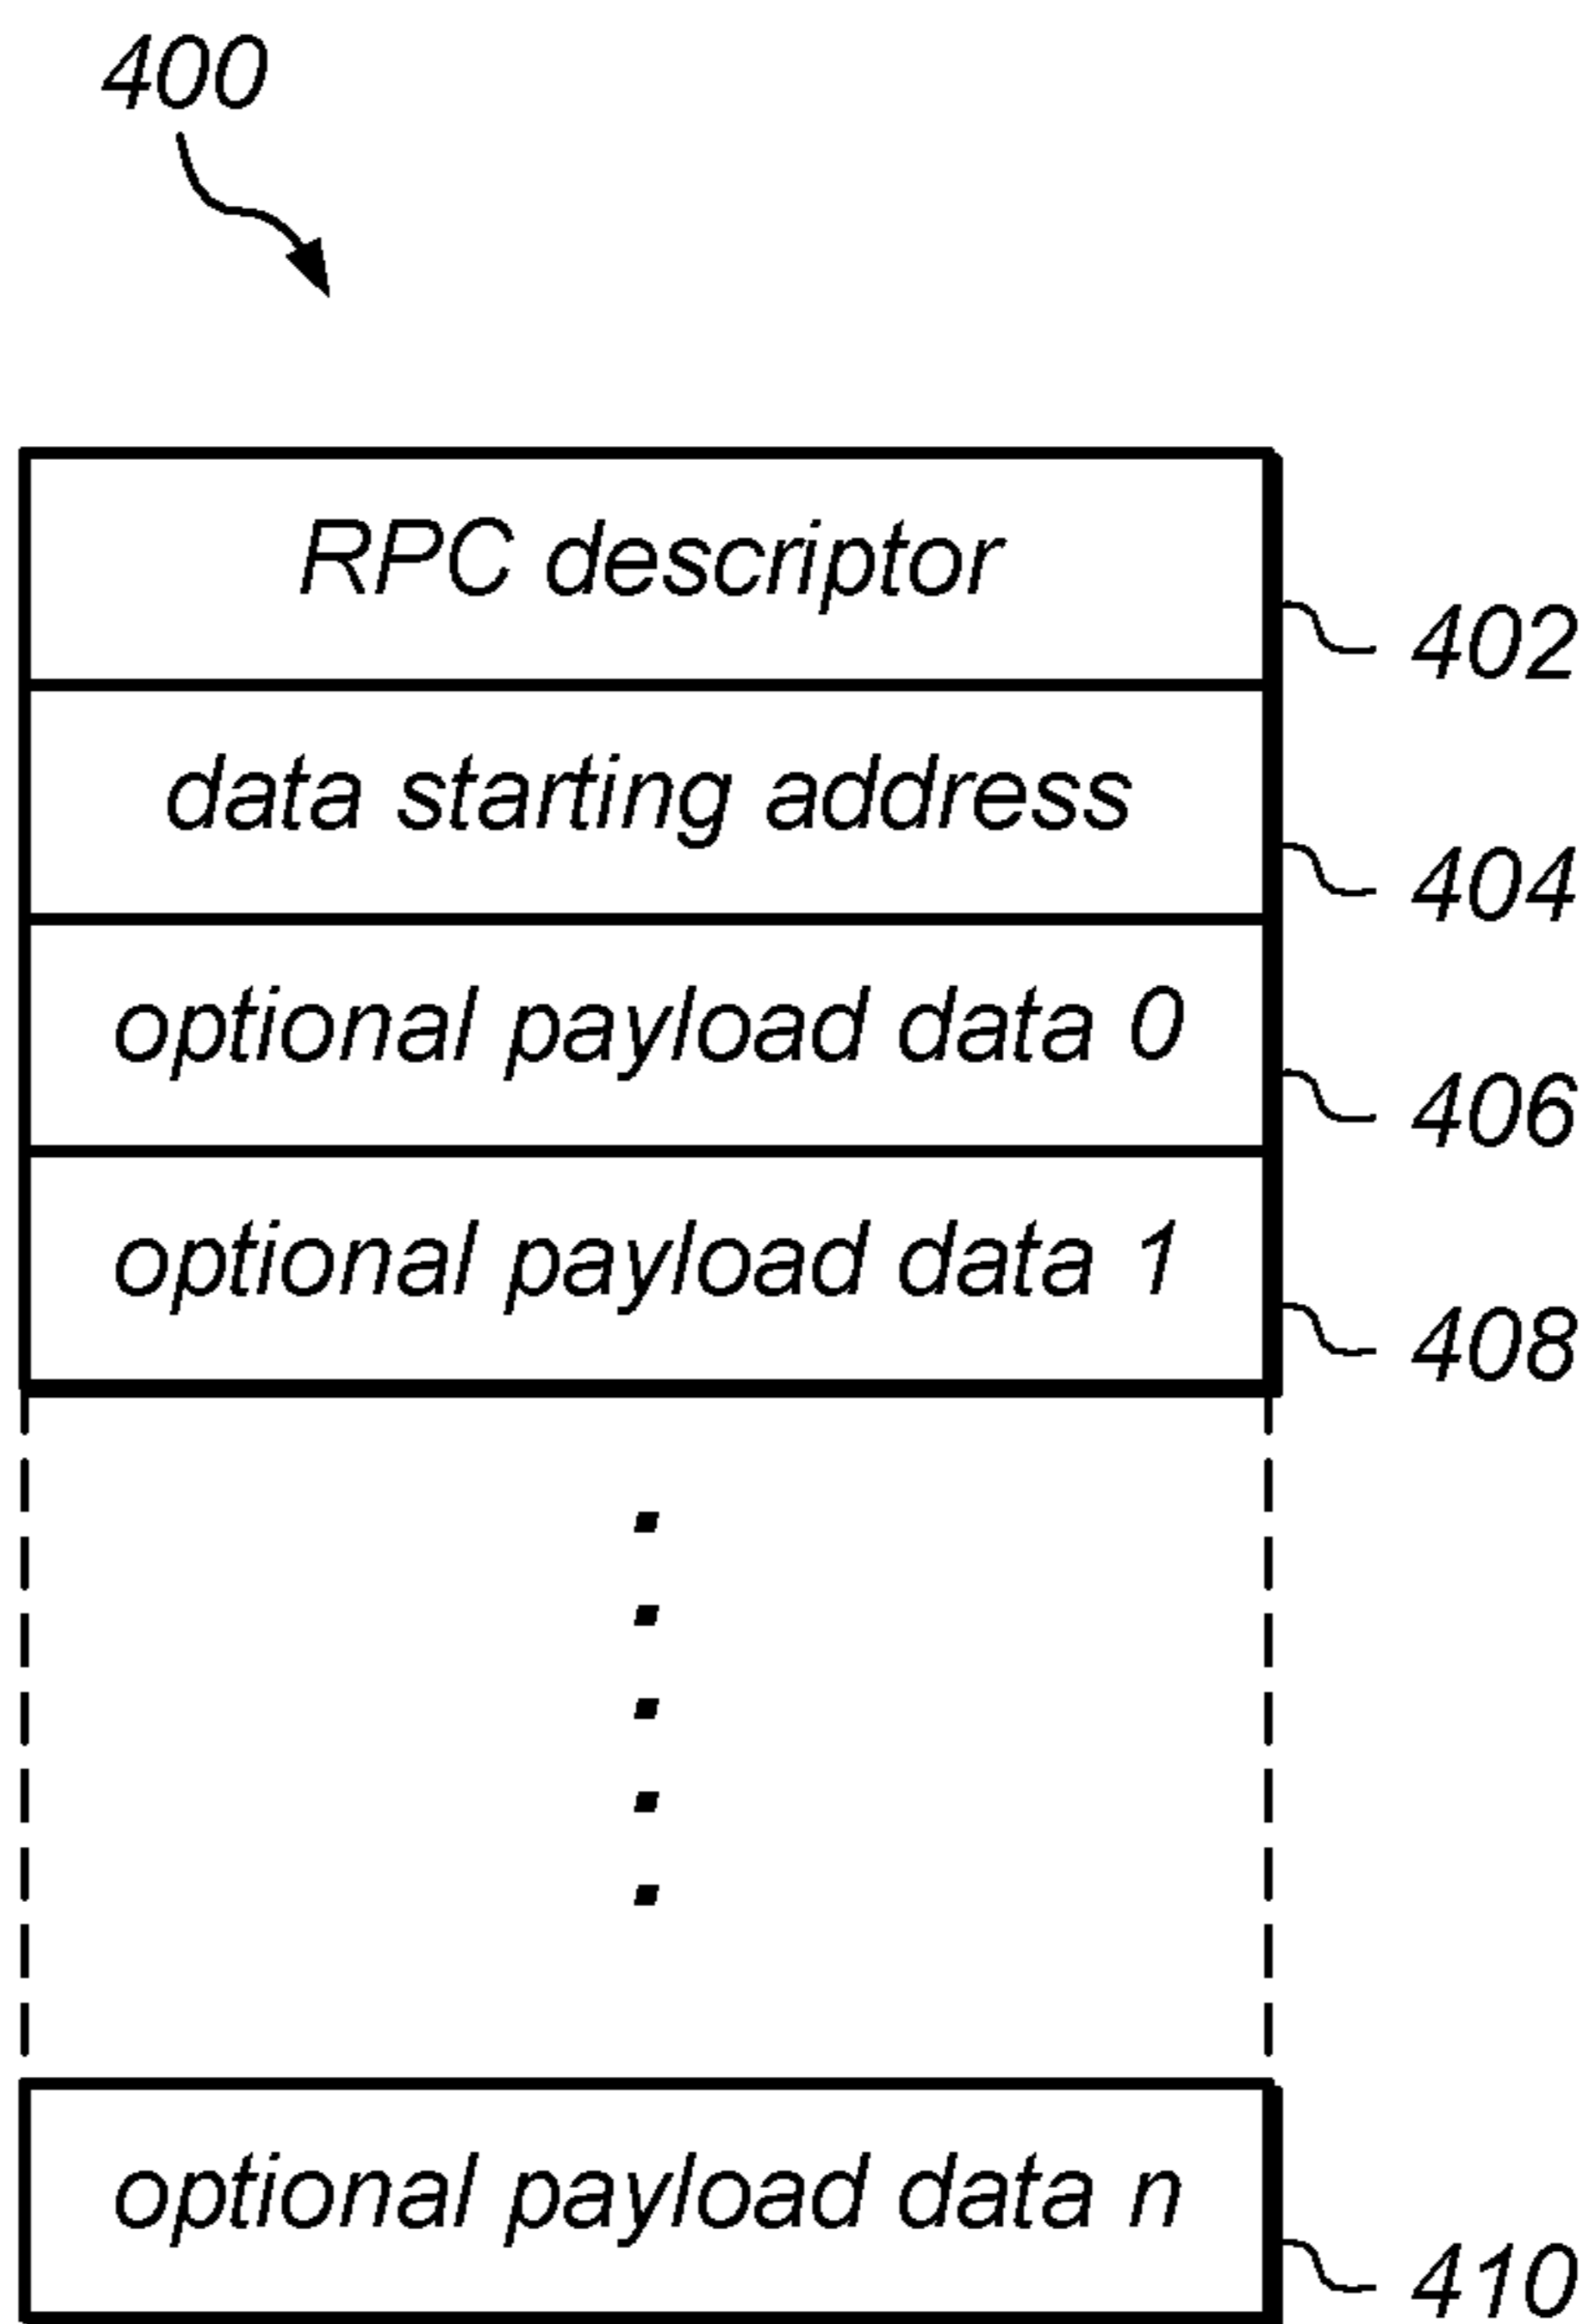 400
RPC descriptor
402
data starting address
404
optional payload data 0
406
optional payload data 1
408
optional payload data n
410